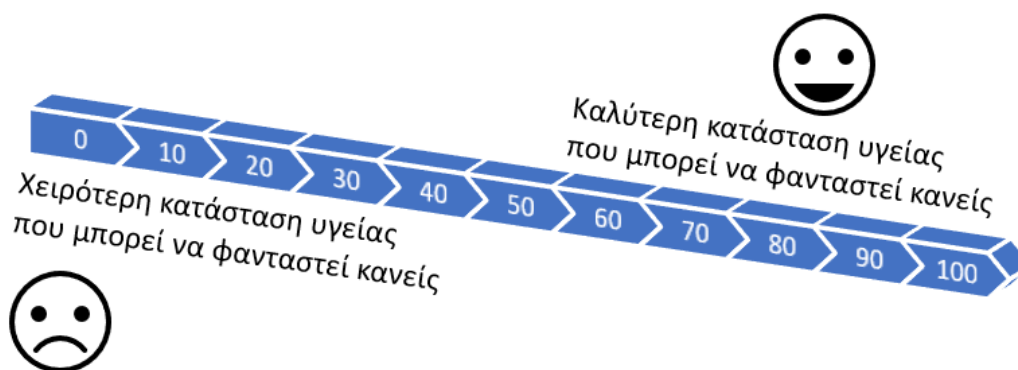 Καλύτερη κατάσταση υγείας
που μπορεί να φανταστεί κανείς
0 10 20 30 40 50 60 70 80 90 100
Χειρότερη κατάσταση υγείας
που μπορεί να φανταστεί κανείς